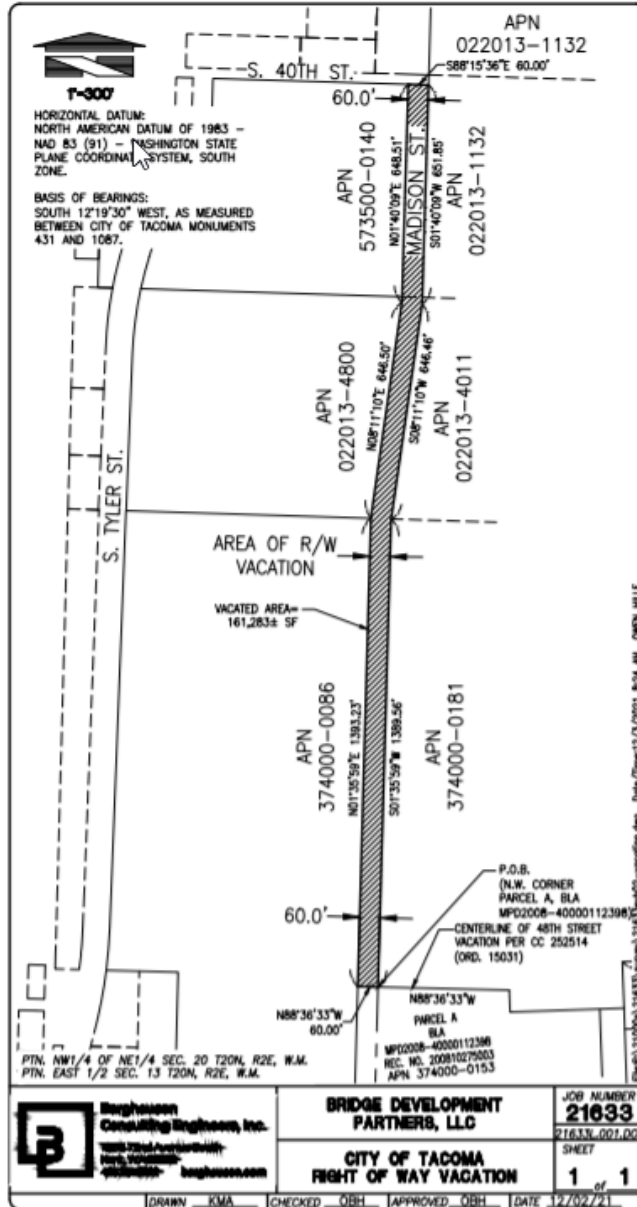 APN
022013-1132
S88°15'36"E 60.00'
S. 40TH ST.
60.0'
1"=300'
HORIZONTAL DATUM:
NORTH AMERICAN DATUM OF 1983 -
NAD 83 (91) - WASHINGTON STATE
PLANE COORDINATE SYSTEM, SOUTH
ZONE.
BASIS OF BEARINGS:
SOUTH 12°19'30" WEST, AS MEASURED
BETWEEN CITY OF TACOMA MONUMENTS
431 AND 1087.
APN
573500-0140
N01°40'09"E 648.51'
MADISON ST.
S01°40'09"W 651.85'
APN
022013-1132
APN
022013-4800
N08°11'10"E 646.50'
S08°11'10"W 646.46'
APN
022013-4011
S. TYLER ST.
AREA OF R/W
VACATION
VACATED AREA=
161,283± SF
APN
374000-0086
N01°35'59"E 1393.23'
S01°35'59"W 1389.56'
APN
374000-0181
P.O.B.
(N.W. CORNER
PARCEL A, BLA
MPD2008-40000112398)
60.0'
CENTERLINE OF 48TH STREET
VACATION PER CC 252514
(ORD. 15031)
N88°36'33"W
60.00'
N88°36'33"W
PARCEL A
BLA
MPD2008-40000112398
REC. NO. 200810275003
APN 374000-0153
PTN. NW1/4 OF NE1/4 SEC. 20 T20N, R2E, W.M.
PTN. EAST 1/2 SEC. 13 T20N, R2E, W.M.
Barghausen
Consulting Engineers, Inc.
barghausen.com
BRIDGE DEVELOPMENT
PARTNERS, LLC
JOB NUMBER
21633
21633L.001.DO
CITY OF TACOMA
RIGHT OF WAY VACATION
SHEET
1 of 1
DRAWN KMA CHECKED OBH APPROVED OBH DATE 12/02/21